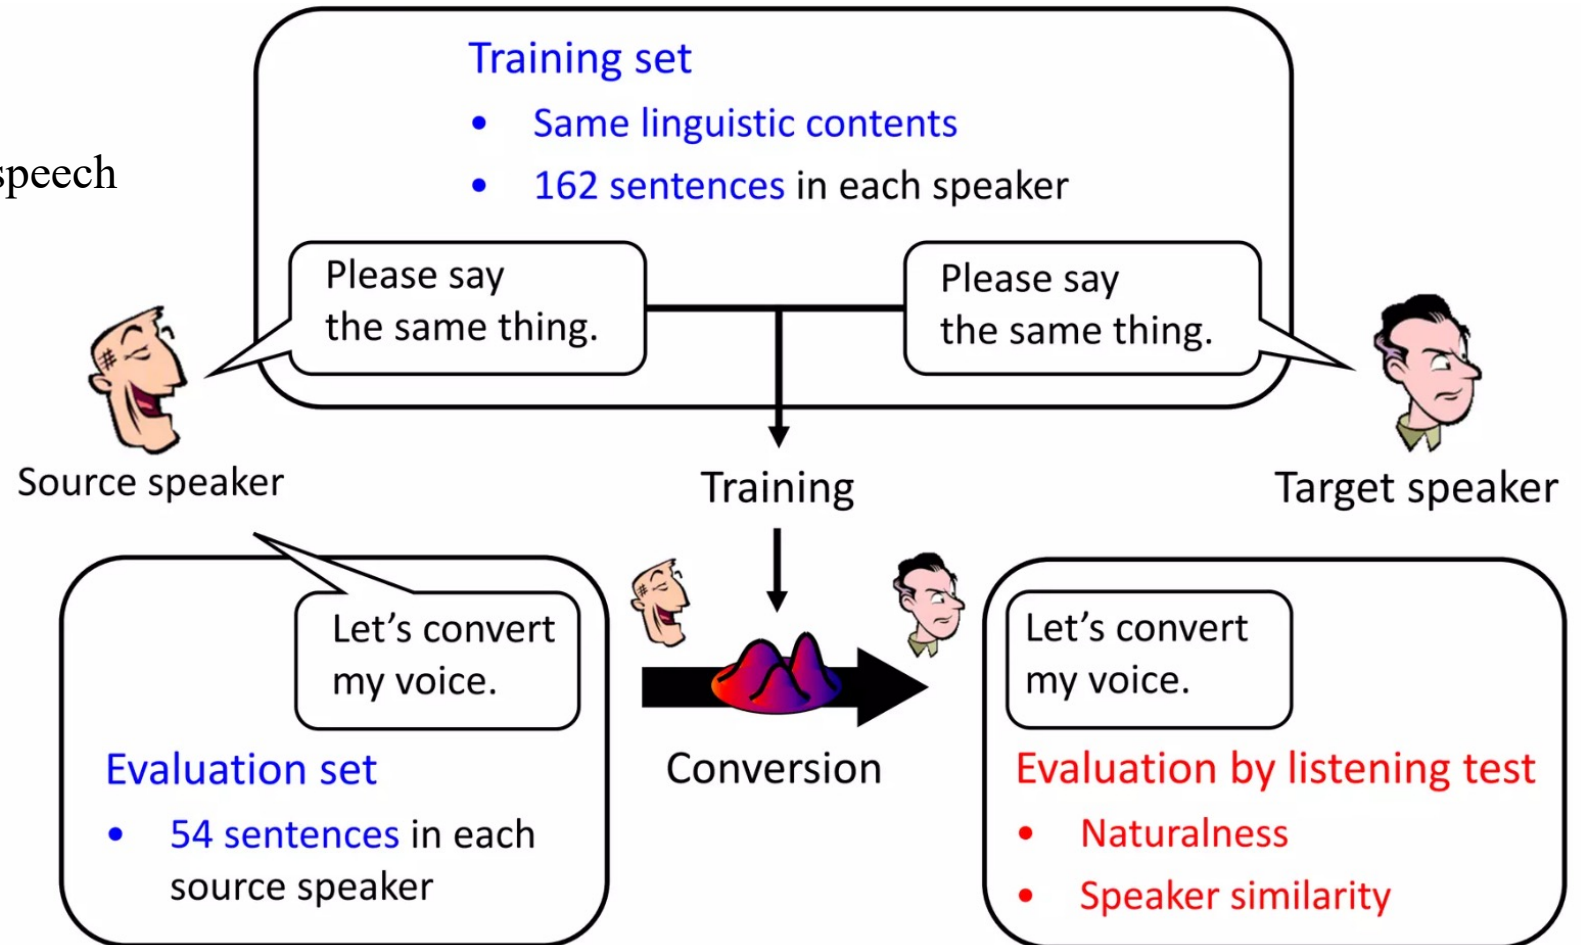 Training set
• Same linguistic contents
speech
• 162 sentences in each speaker
Please say
the same thing.
Please say
the same thing.
Source speaker
Training
Target speaker
Let's convert
my voice.
Let's convert
my voice.
Conversion
Evaluation set
• 54 sentences in each
source speaker
Evaluation by listening test
• Naturalness
• Speaker similarity